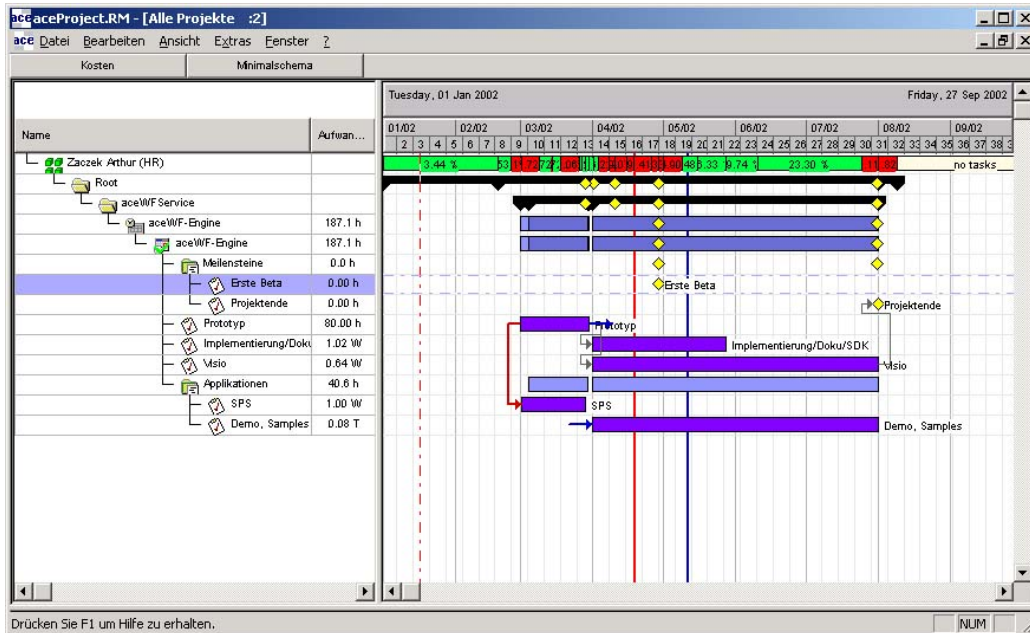 aceProject.RM - [Alle Projekte :2]
ace Datei Bearbeiten Ansicht Extras Fenster ?
Kosten Minimalschema
Tuesday, 01 Jan 2002 Friday, 27 Sep 2002
Name Aufwan...
01/02 02/02 03/02 04/02 05/02 06/02 07/02 08/02 09/02
2 3 4 5 6 7 8 9 10 11 12 13 14 15 16 17 18 19 20 21 22 23 24 25 26 27 28 29 30 31 32 33 34 35 36 37 38
Zaczek Arthur (HR) 3.44 % 9.74 % 23.30 % no tasks
Root
aceWFService
aceWF-Engine 187.1 h
aceWF-Engine 187.1 h
Meilensteine 0.0 h
Erste Beta 0.00 h Erste Beta
Projektende 0.00 h Projektende
Prototyp 80.00 h Prototyp
Implementierung/Doku 1.02 W Implementierung/Doku/SDK
Visio 0.64 W Visio
Applikationen 40.6 h
SPS 1.00 W SPS
Demo, Samples 0.08 T Demo, Samples
Drücken Sie F1 um Hilfe zu erhalten. NUM